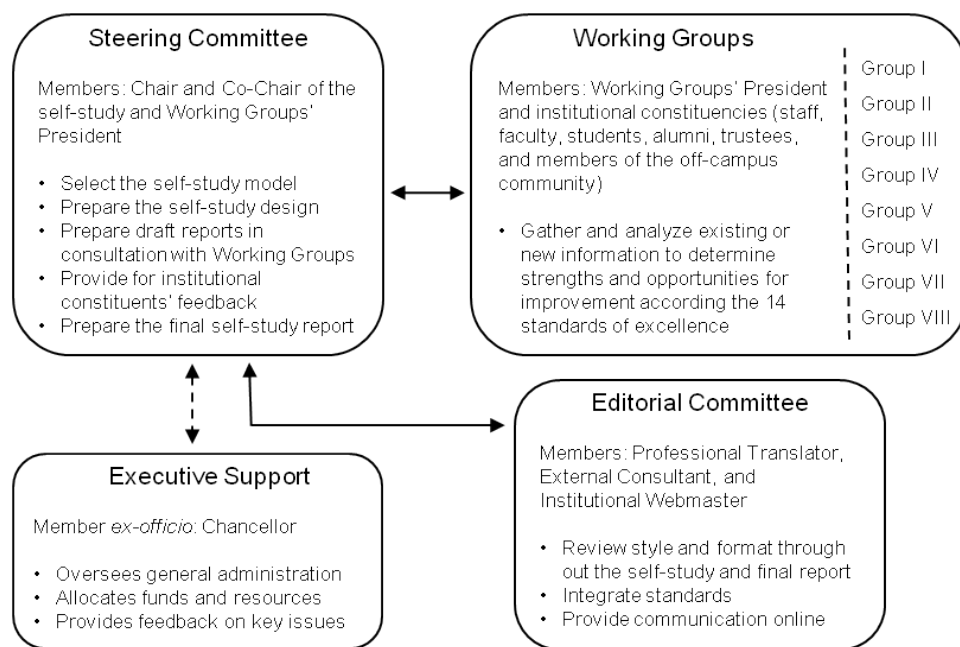 Steering Committee
Members: Chair and Co-Chair of the
self-study and Working Groups'
President
• Select the self-study model
• Prepare the self-study design
• Prepare draft reports in
consultation with Working Groups
• Provide for institutional
constituents' feedback
• Prepare the final self-study report
Working Groups
Members: Working Groups' President
and institutional constituencies (staff,
faculty, students, alumni, trustees,
and members of the off-campus
community)
• Gather and analyze existing or
new information to determine
strengths and opportunities for
improvement according the 14
standards of excellence
Group I
Group II
Group III
Group IV
Group V
Group VI
Group VII
Group VIII
Executive Support
Member ex-officio: Chancellor
• Oversees general administration
• Allocates funds and resources
• Provides feedback on key issues
Editorial Committee
Members: Professional Translator,
External Consultant, and
Institutional Webmaster
• Review style and format through
out the self-study and final report
• Integrate standards
• Provide communication online